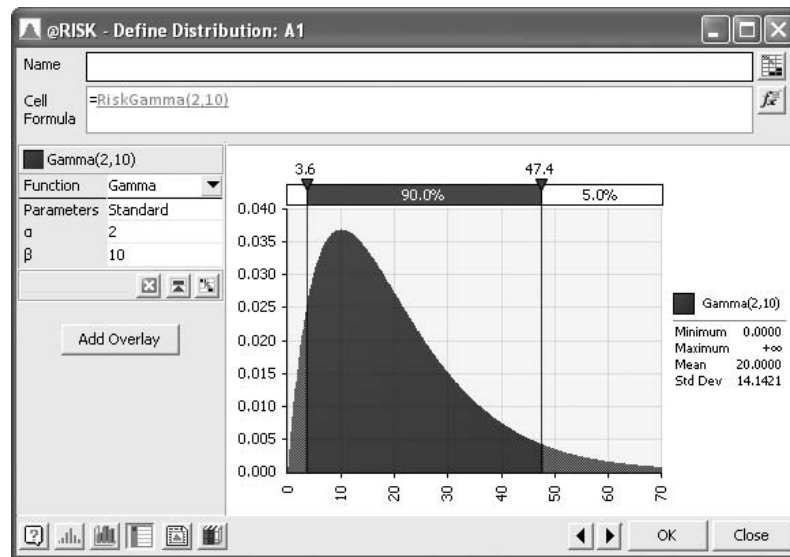 @RISK - Define Distribution: A1
Name
Cell
Formula
=RiskGamma(2,10)
Gamma(2,10)
Function Gamma
Parameters Standard
α 2
β 10
Add Overlay
3.6 47.4
90.0% 5.0%
0.040
0.035
0.030
0.025
0.020
0.015
0.010
0.005
0.000
0 10 20 30 40 50 60 70
Gamma(2,10)
Minimum 0.0000
Maximum +∞
Mean 20.0000
Std Dev 14.1421
OK Close